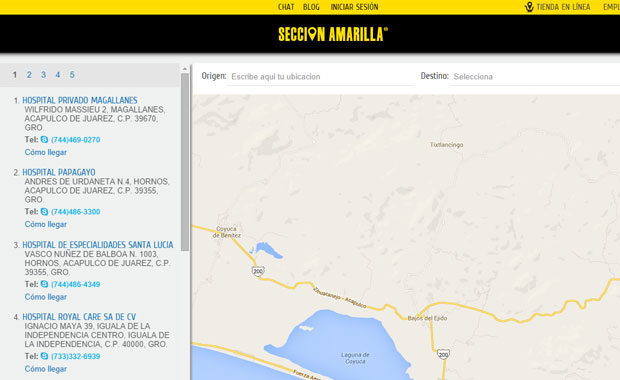 CHAT BLOG INICIAR SESIÓN TIENDA EN LÍNEA EMPL
SECCIÓN AMARILLA
1 2 3 4 5
Origen: Escribe aqui tu ubicacion Destino: Selecciona
1. HOSPITAL PRIVADO MAGALLANES
WILFRIDO MASSIEU 2, MAGALLANES,
ACAPULCO DE JUAREZ, C.P. 39670,
GRO.
Tel: (744)469-0270
Cómo llegar
2. HOSPITAL PAPAGAYO
ANDRES DE URDANETA N 4, HORNOS,
ACAPULCO DE JUAREZ, C.P. 39355,
GRO.
Tel: (744)486-3300
Cómo llegar
3. HOSPITAL DE ESPECIALIDADES SANTA LUCIA
VASCO NUÑEZ DE BALBOA N. 1003,
HORNOS, ACAPULCO DE JUAREZ, C.P.
39355, GRO.
Tel: (744)486-4349
Cómo llegar
4. HOSPITAL ROYAL CARE SA DE CV
IGNACIO MAYA 39, IGUALA DE LA
INDEPENDENCIA CENTRO, IGUALA DE
LA INDEPENDENCIA, C.P. 40000, GRO.
Tel: (733)332-6939
Cómo llegar
Tixtlancingo
Coyuca
de Benítez
200
Zihuatanejo - Acapulco
Bajos del Ejido
200
Laguna de
Coyuca
Fuerza Aérea